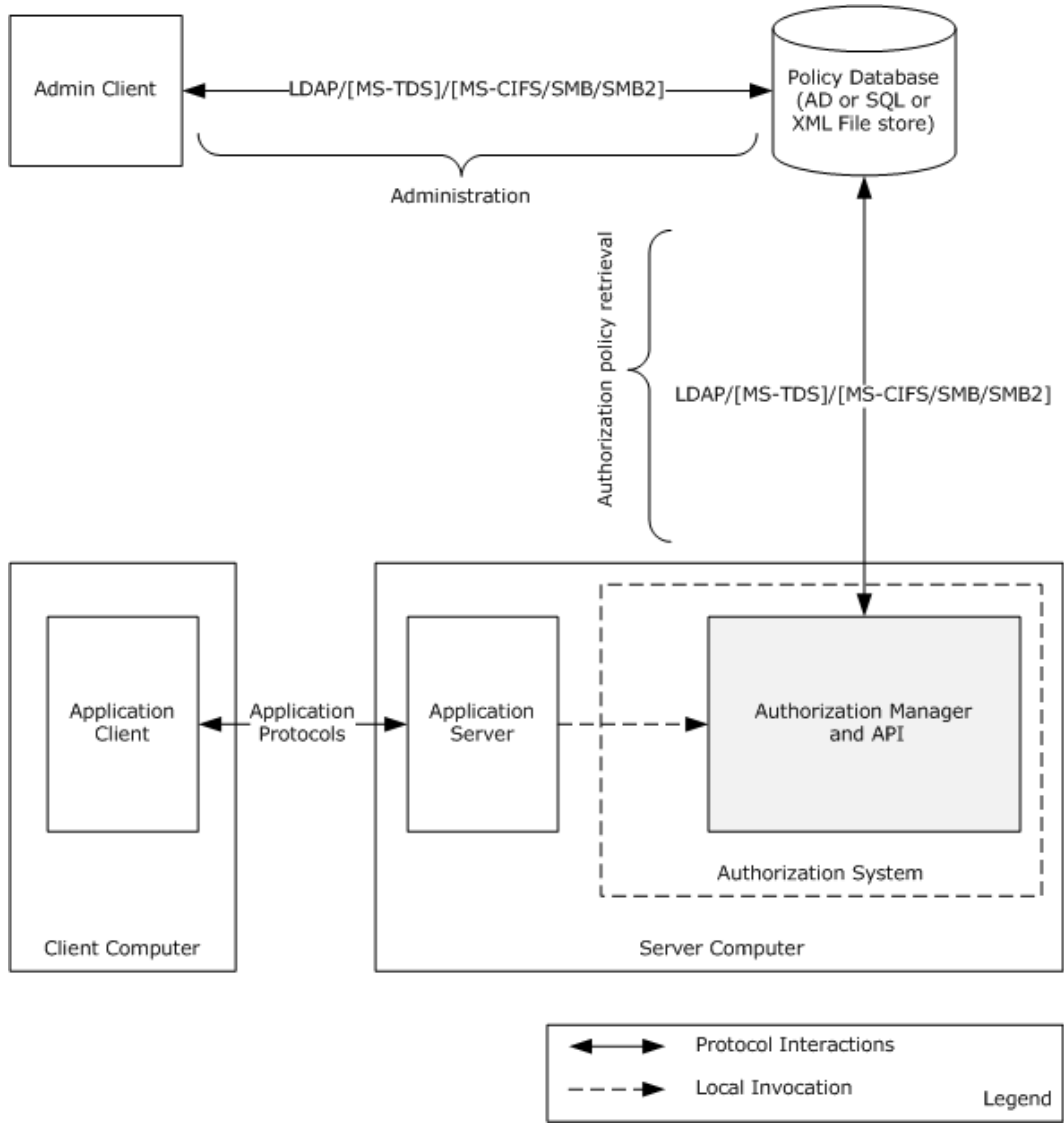 Admin Client
LDAP/[MS-TDS]/[MS-CIFS/SMB/SMB2]
Policy Database
(AD or SQL or
XML File store)
Administration
Authorization policy retrieval
LDAP/[MS-TDS]/[MS-CIFS/SMB/SMB2]
Application
Client
Application
Protocols
Application
Server
Authorization Manager
and API
Authorization System
Client Computer
Server Computer
Protocol Interactions
Local Invocation
Legend